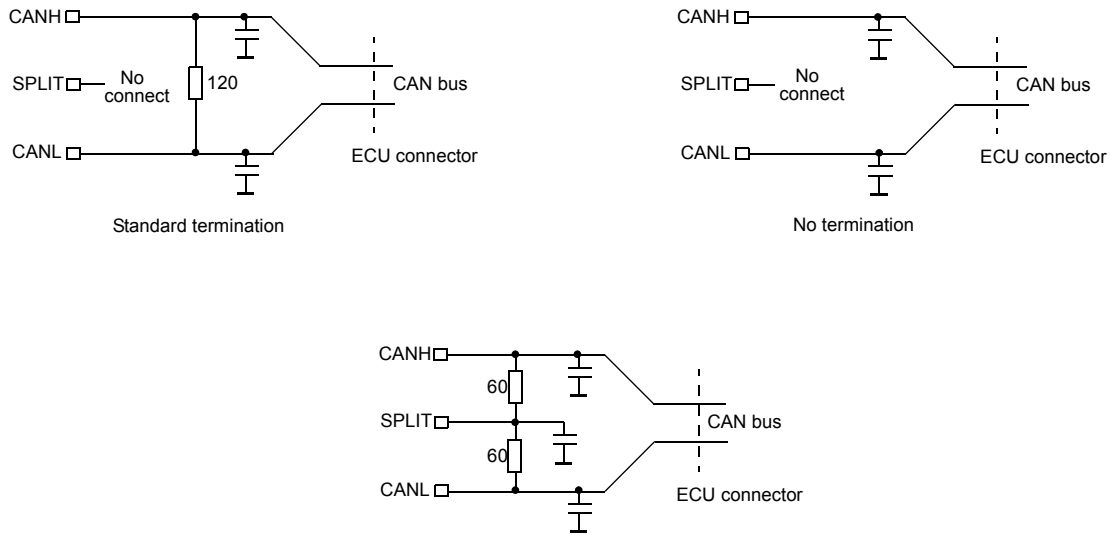 CANH
SPLIT
No
connect
120
CANL
CAN bus
ECU connector
Standard termination
CANH
SPLIT
No
connect
CANL
CAN bus
ECU connector
No termination
CANH
60
SPLIT
60
CANL
CAN bus
ECU connector